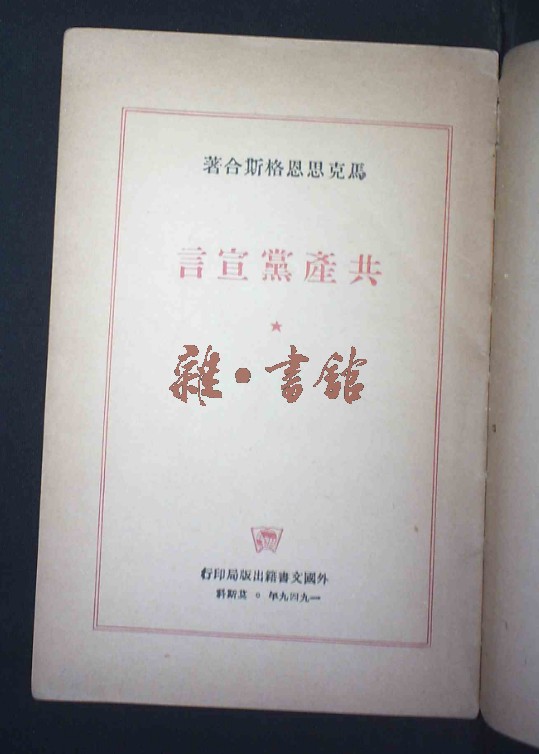 馬克思恩格斯合著
共產黨宣言
雜·書館
外國文書籍出版局印行
一九四九年 。 莫斯科